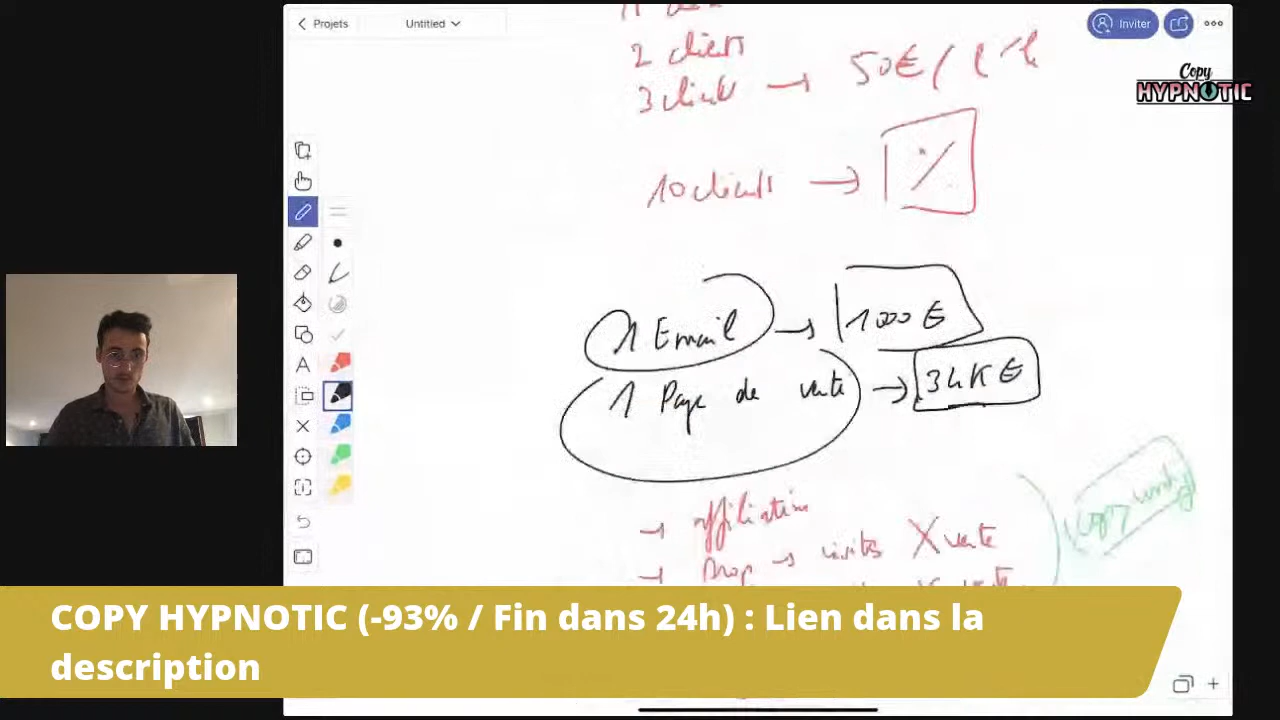 Projets
Untitled
Inviter
Copy
HYPNOTIC
2 clients
3 clients → 50€/
10 clients → %
1 Email → 1000 €
1 Page de vente → 34K €
→ affiliation
→ Drop → visites X vente
COPY HYPNOTIC (-93% / Fin dans 24h) : Lien dans la
description